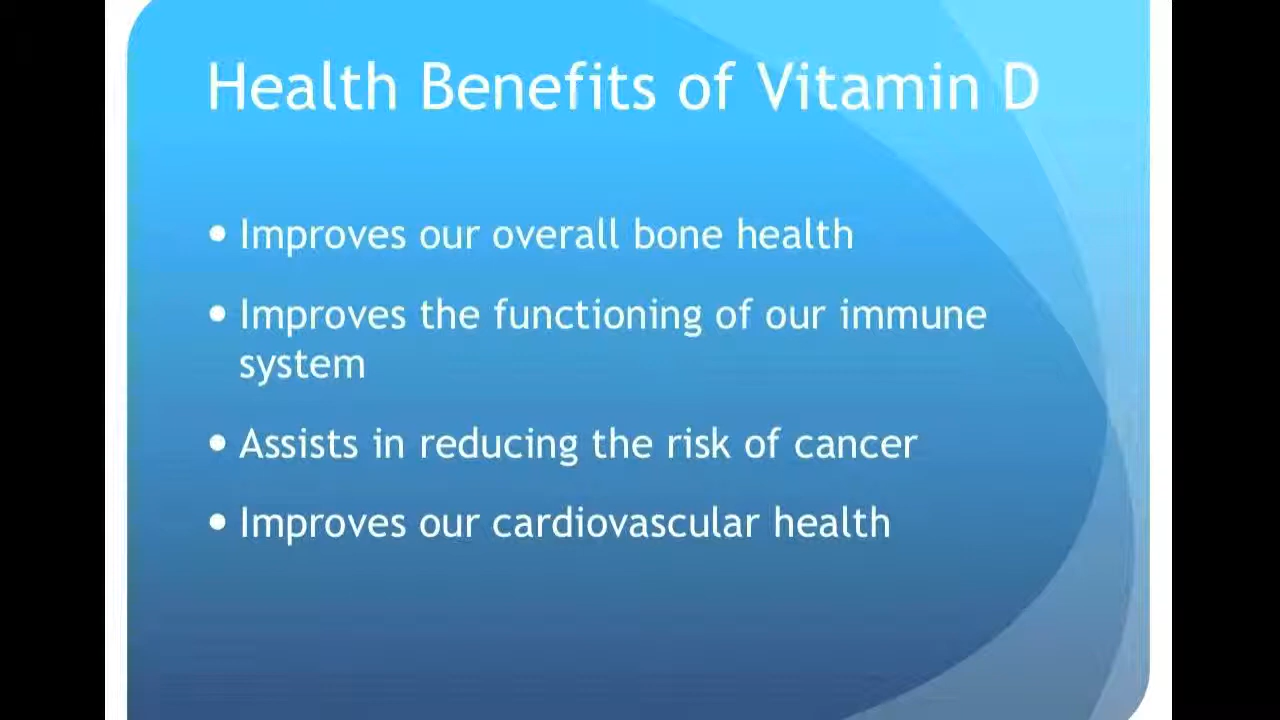 Health Benefits of Vitamin D
• Improves our overall bone health
• Improves the functioning of our immune
system
• Assists in reducing the risk of cancer
• Improves our cardiovascular health